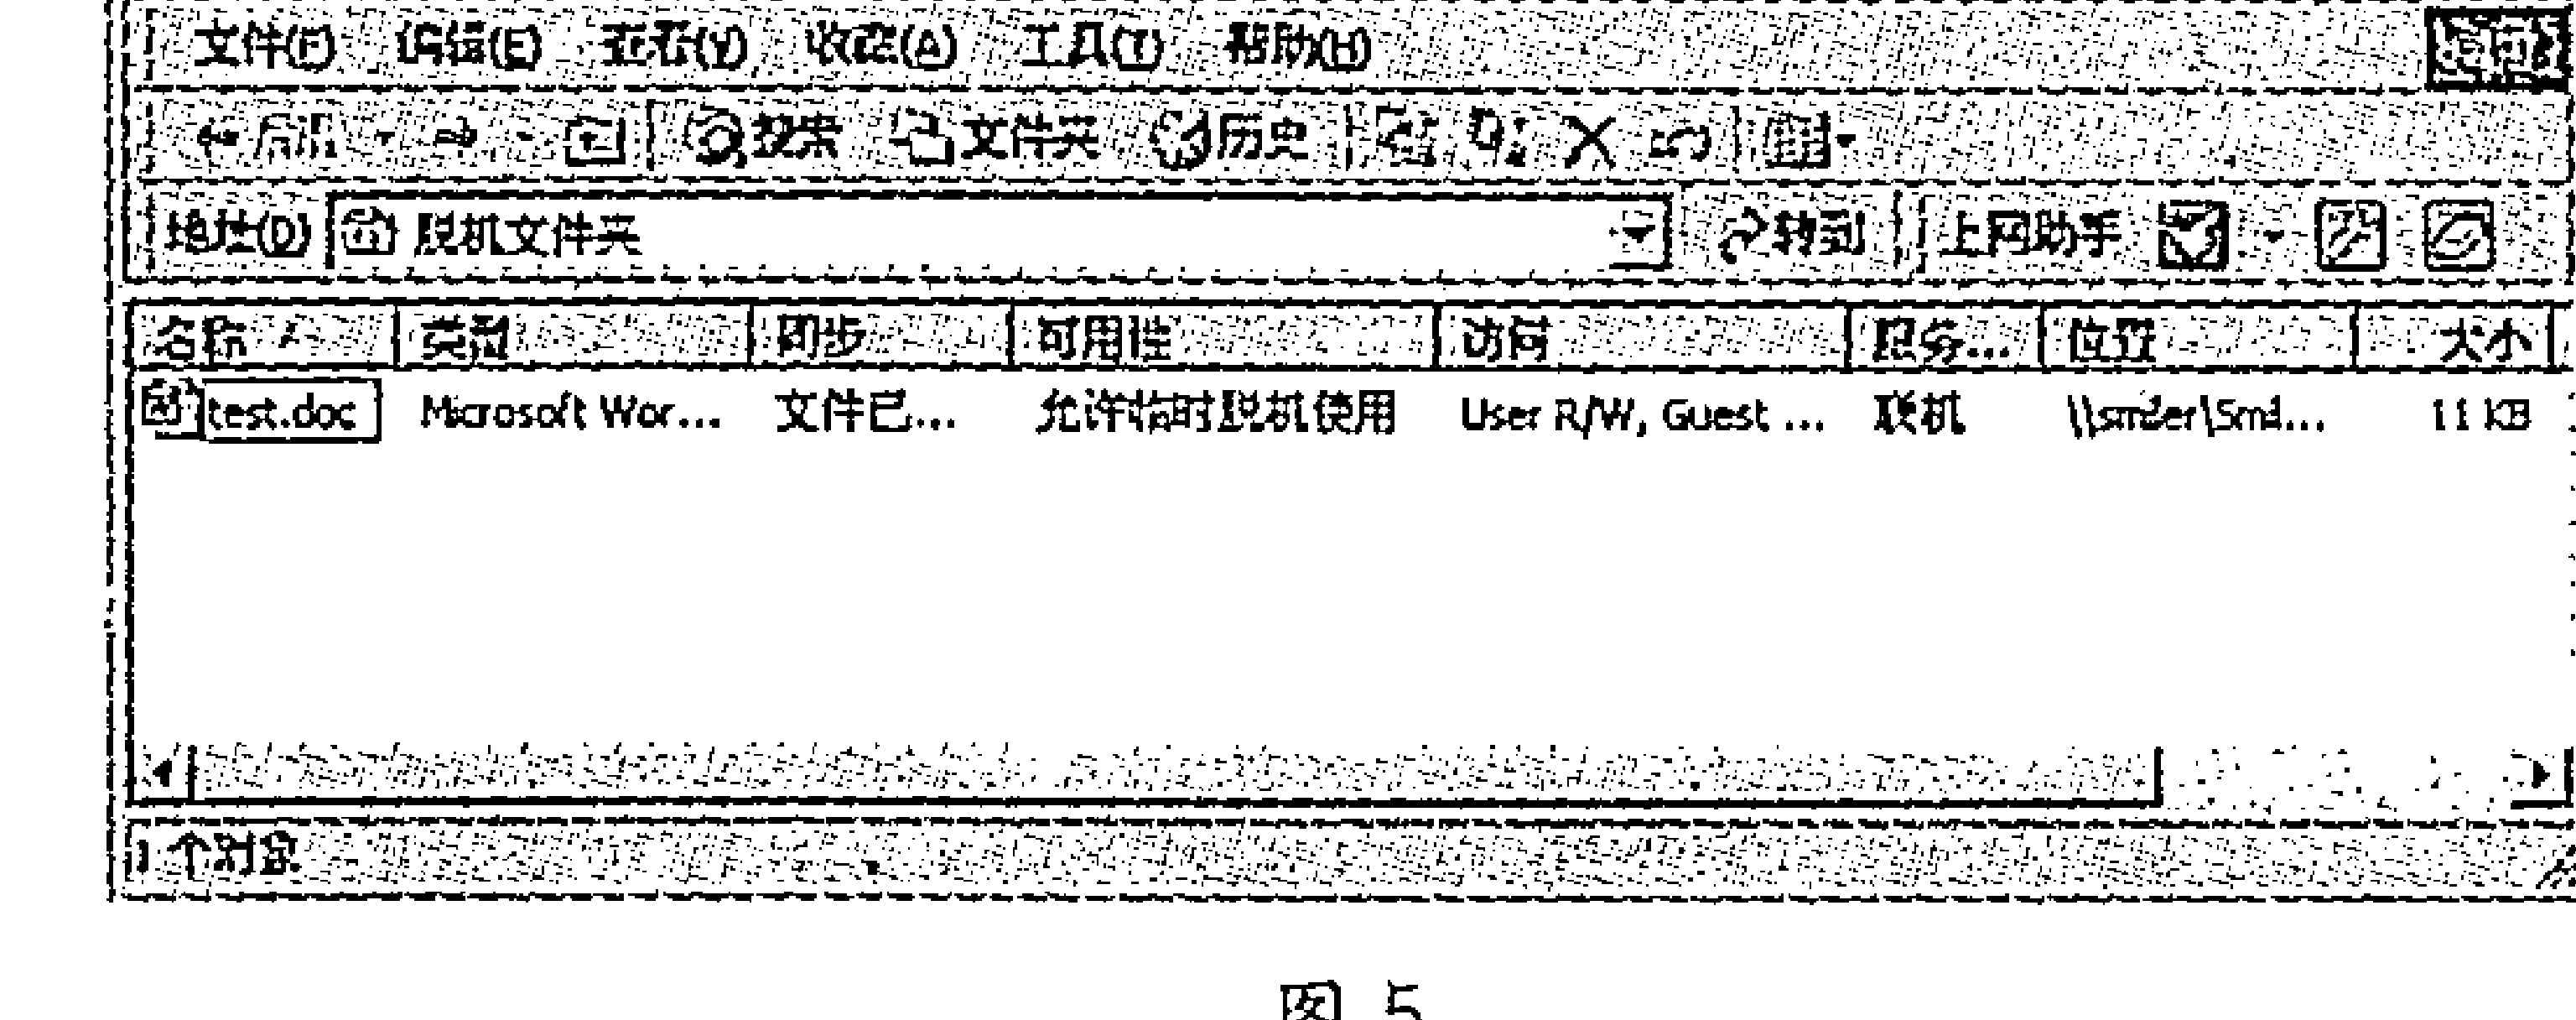 文件(F) 编辑(E) 查看(V) 收藏(A) 工具(T) 帮助(H)
后退 搜索 文件夹 历史
地址(D) 脱机文件夹 转到 上网助手
名称 类型 同步 可用性 访问 服务... 位置 大小
test.doc Microsoft Wor... 文件已... 允许临时脱机使用 User R/W, Guest ... 联机 11 KB
1 个对象
图 5